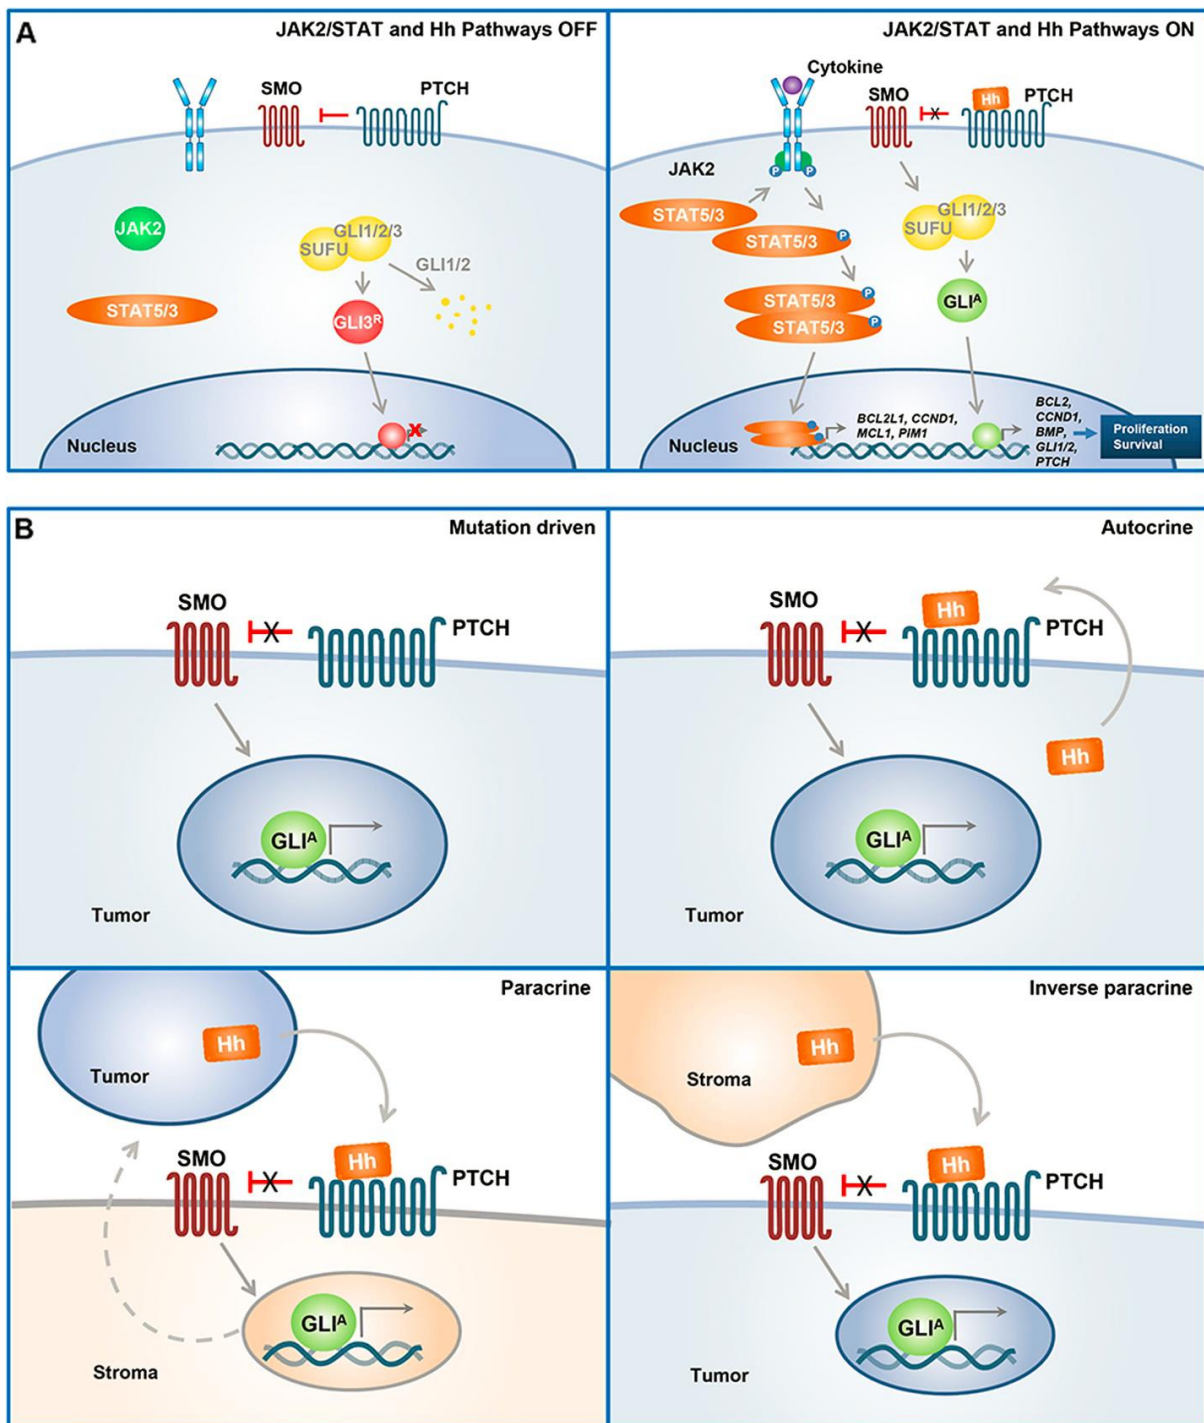 A
JAK2/STAT and Hh Pathways OFF
SMO
PTCH
JAK2
GLI1/2/3
SUFU
GLI1/2
STAT5/3
GLI3R
X
Nucleus
JAK2/STAT and Hh Pathways ON
Cytokine
SMO
Hh
PTCH
X
JAK2
P
P
STAT5/3
GLI1/2/3
SUFU
STAT5/3
P
STAT5/3
P
STAT5/3
P
GLIA
Nucleus
BCL2L1, CCND1,
MCL1, PIM1
BCL2,
CCND1,
BMP,
GLI1/2,
PTCH
Proliferation
Survival
B
Mutation driven
SMO
X
PTCH
GLIA
Tumor
Autocrine
SMO
X
Hh
PTCH
Hh
GLIA
Tumor
Paracrine
Hh
Tumor
SMO
X
Hh
PTCH
GLIA
Stroma
Inverse paracrine
Hh
Stroma
SMO
X
Hh
PTCH
GLIA
Tumor